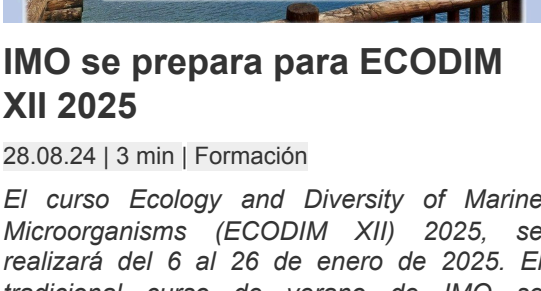 IMO se prepara para ECODIM
XII 2025
28.08.24 | 3 min | Formación
El curso Ecology and Diversity of Marine
Microorganisms (ECODIM XII) 2025, se
realizará del 6 al 26 de enero de 2025. El
tradicional curso de verano de IMO se